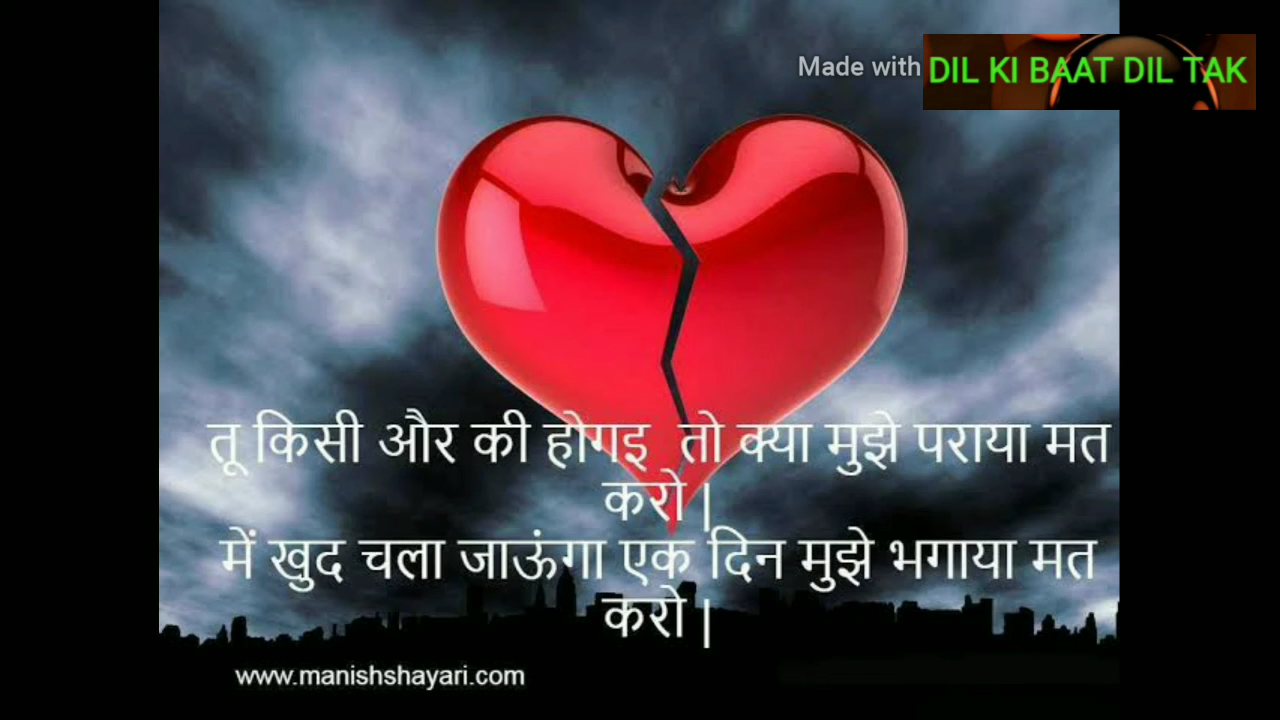 Made with DIL KI BAAT DIL TAK
तू किसी और की होगइ तो क्या मुझे पराया मत
करो |
में खुद चला जाऊंगा एक दिन मुझे भगाया मत
करो |
www.manishshayari.com